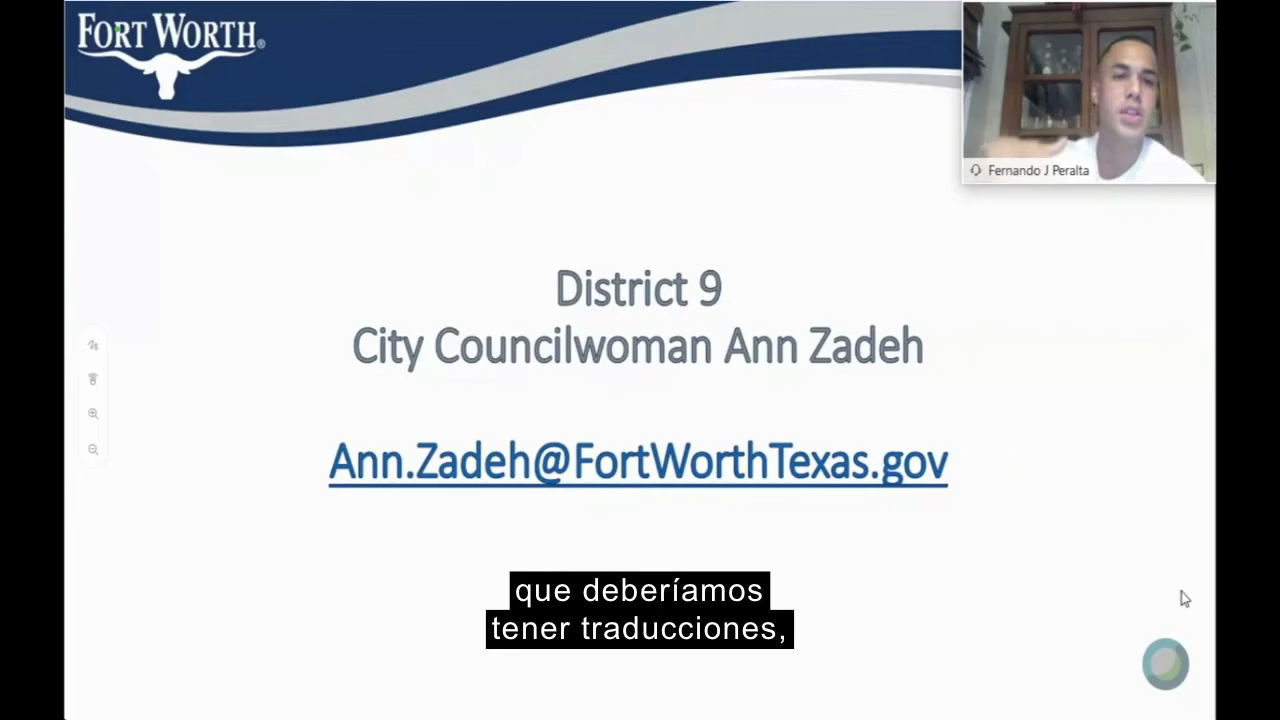 FORT WORTH®
Fernando J Peralta
District 9
City Councilwoman Ann Zadeh
Ann.Zadeh@FortWorthTexas.gov
que deberíamos
tener traducciones,